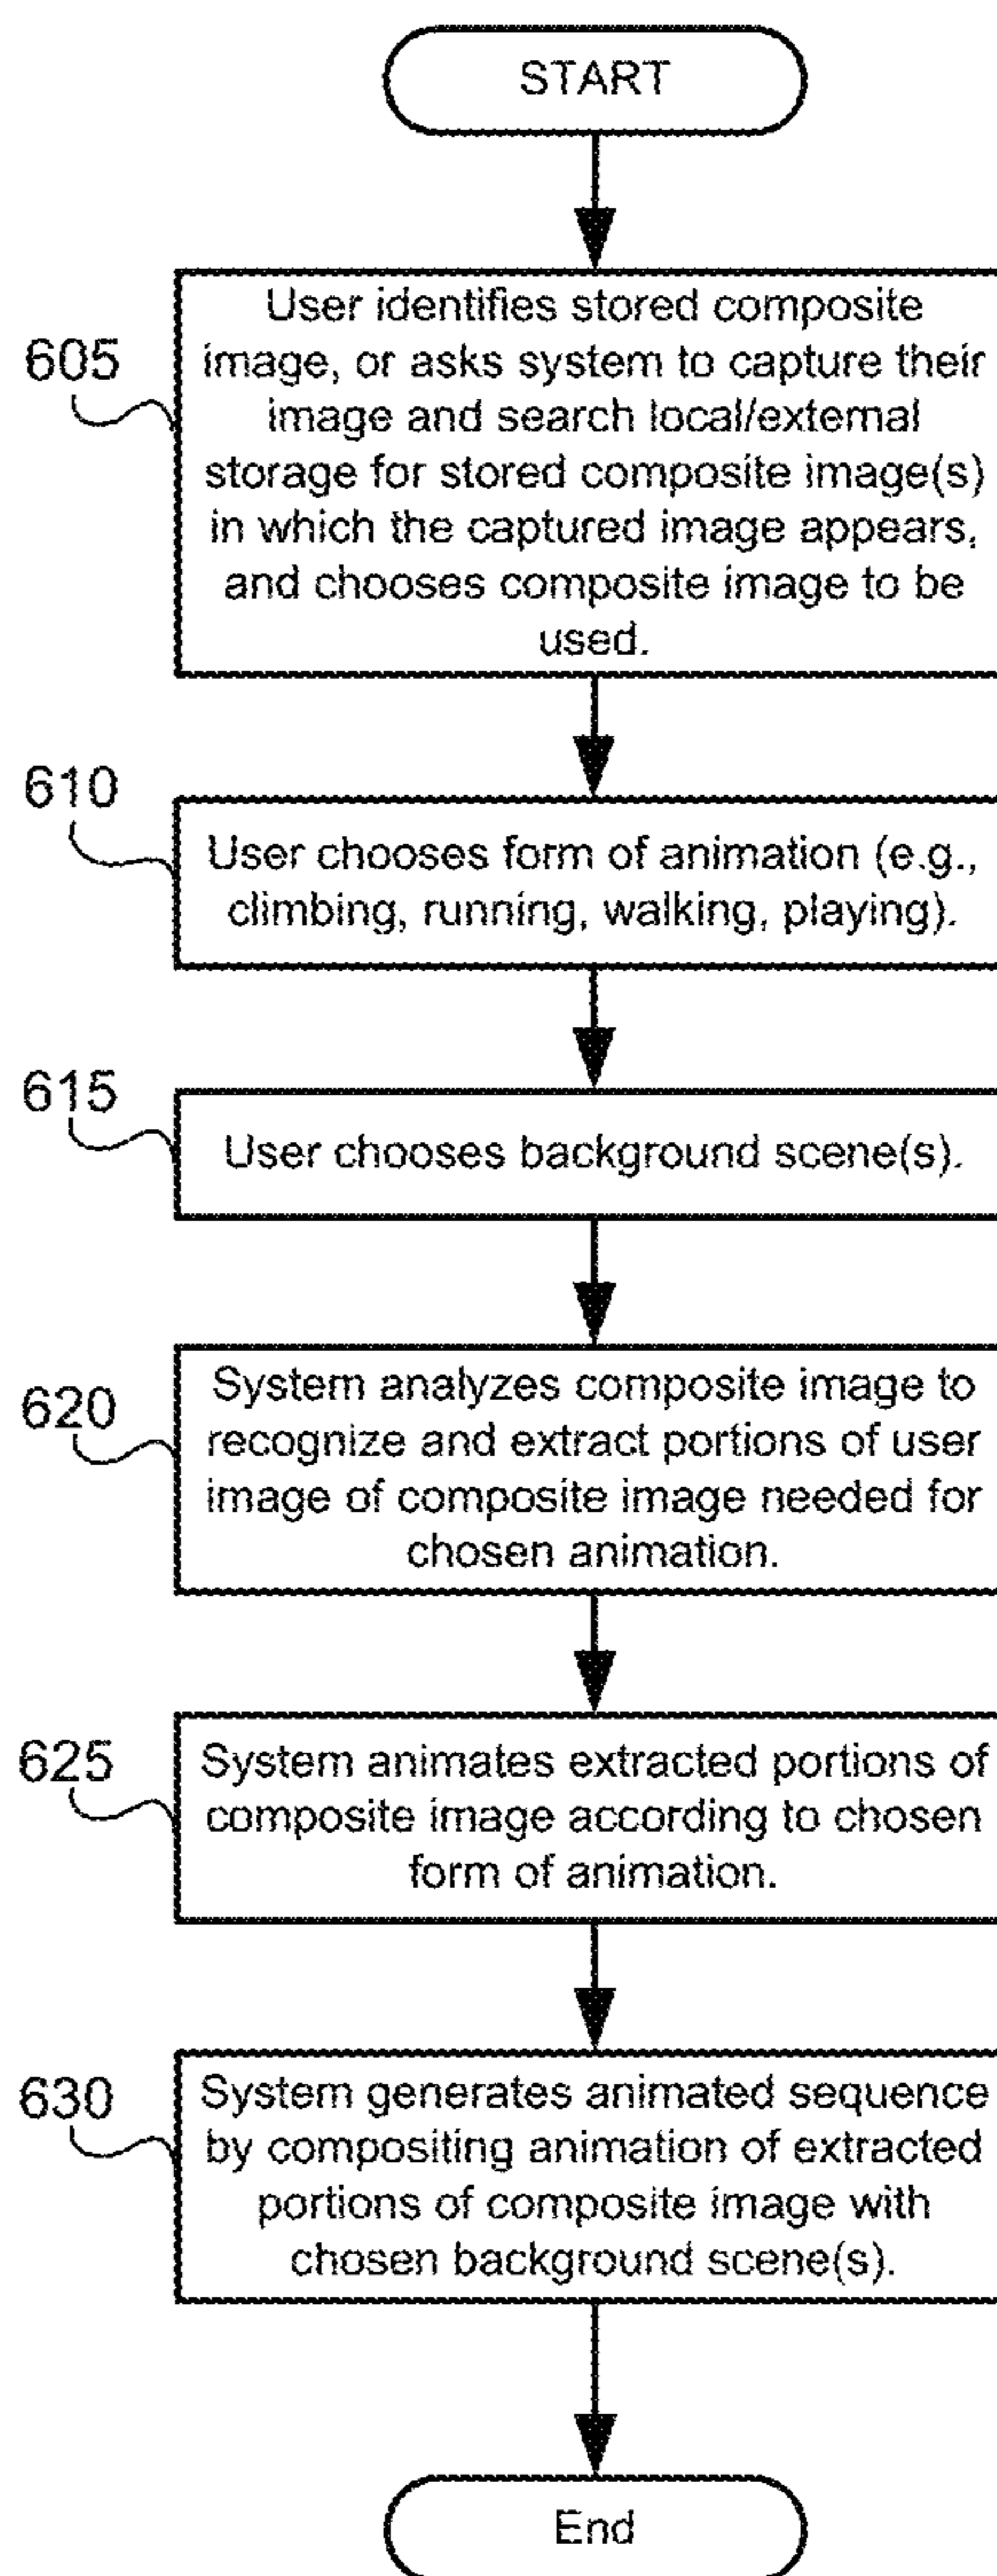 START
605
User identifies stored composite
image, or asks system to capture their
image and search local/external
storage for stored composite image(s)
in which the captured image appears,
and chooses composite image to be
used.
610
User chooses form of animation (e.g.,
climbing, running, walking, playing).
615
User chooses background scene(s).
620
System analyzes composite image to
recognize and extract portions of user
image of composite image needed for
chosen animation.
625
System animates extracted portions of
composite image according to chosen
form of animation.
630
System generates animated sequence
by compositing animation of extracted
portions of composite image with
chosen background scene(s).
End